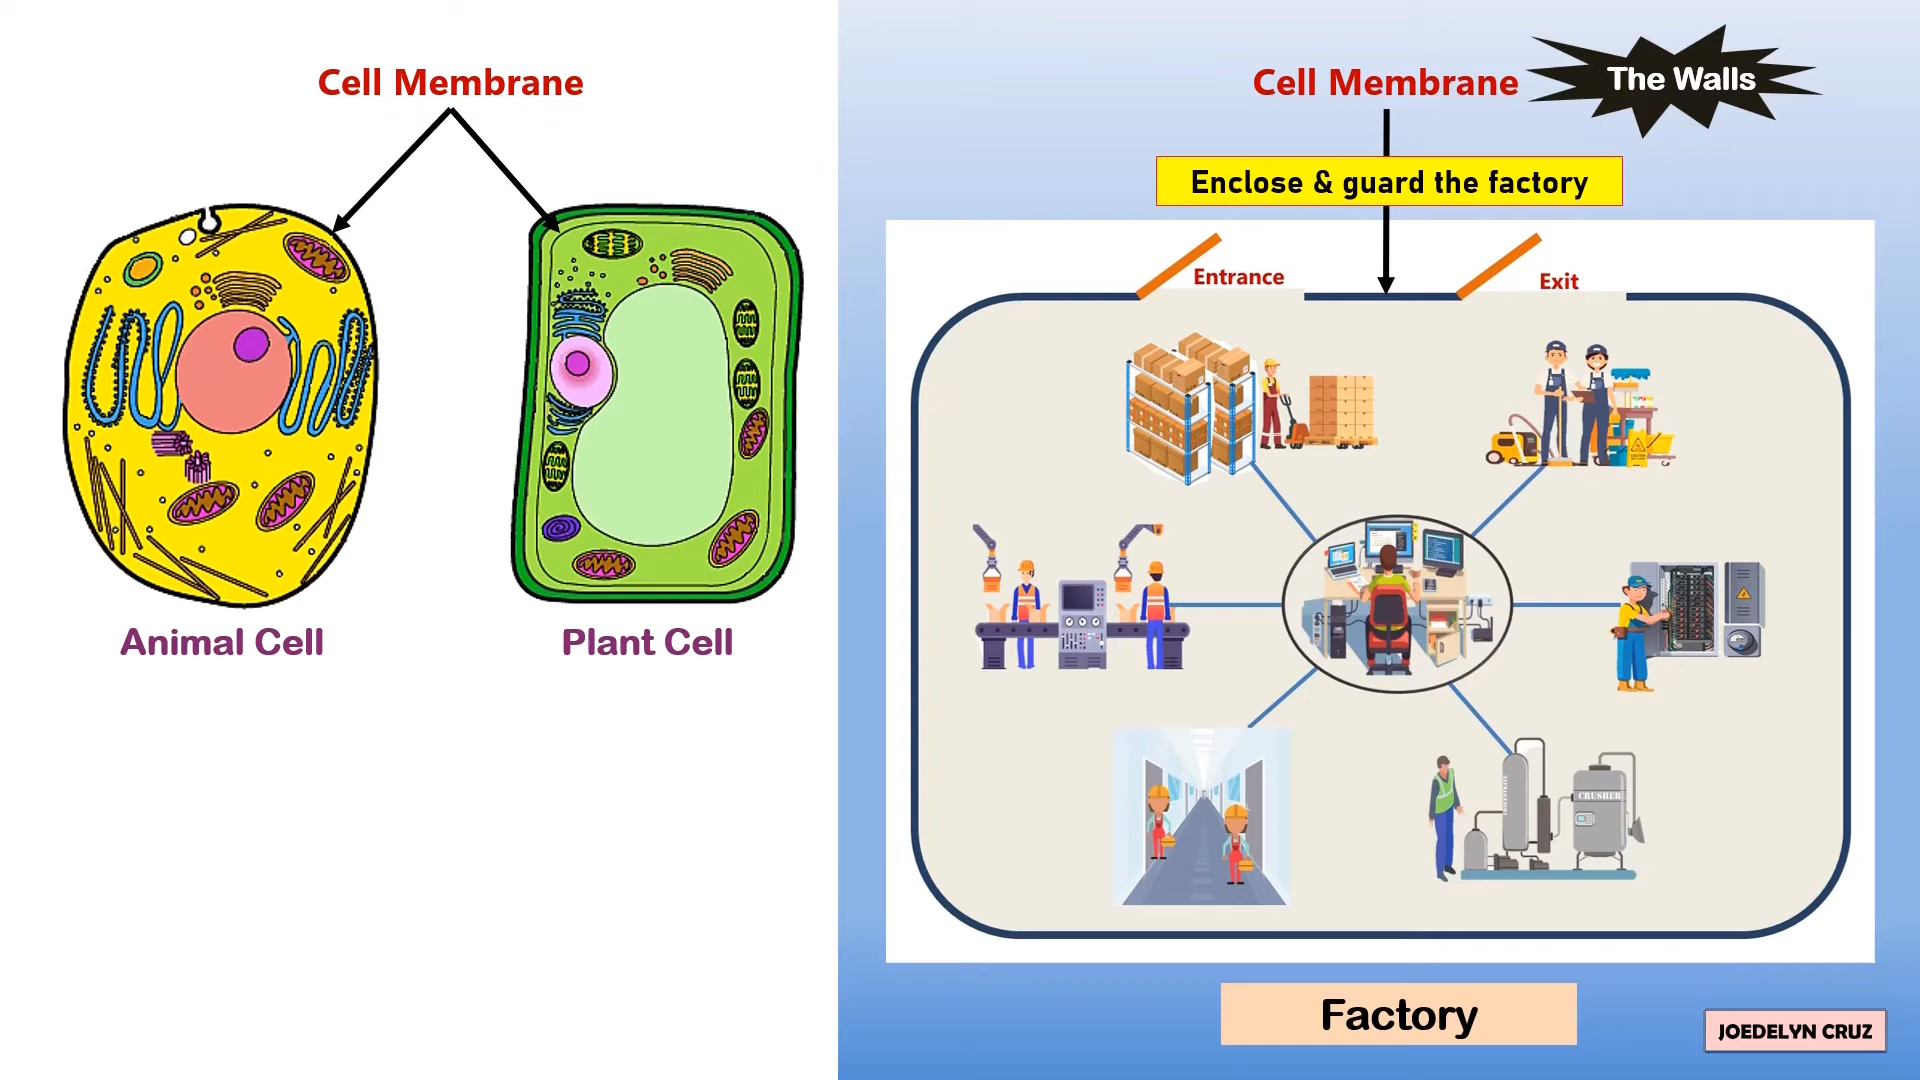 Cell Membrane
Animal Cell
Plant Cell
Cell Membrane
The Walls
Enclose & guard the factory
Entrance
Exit
CRUSHER
Factory
JOEDELYN CRUZ